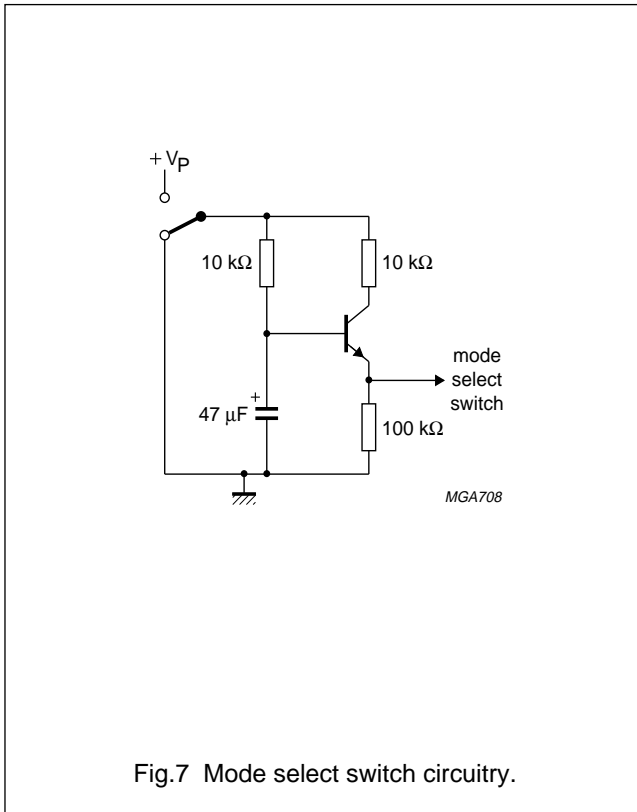 + VP
10 kΩ
10 kΩ
mode
select
switch
+
47 μF
100 kΩ
MGA708
Fig.7 Mode select switch circuitry.